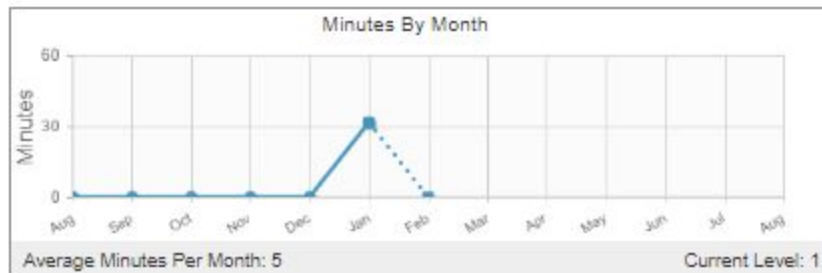 Minutes By Month
60
Minutes
30
0
Aug Sep Oct Nov Dec Jan Feb Mar Apr May Jun Jul Aug
Average Minutes Per Month: 5 Current Level: 1